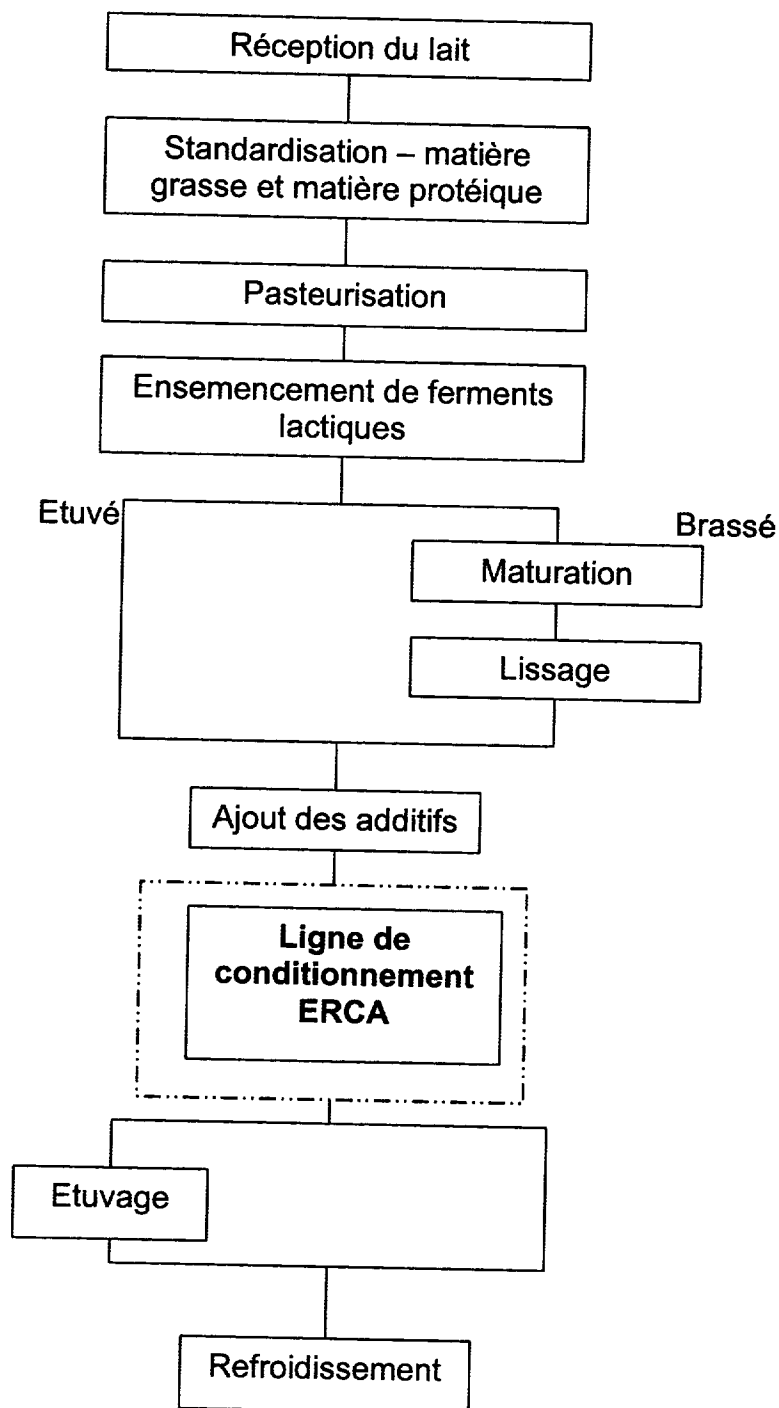 Réception du lait
Standardisation – matière
grasse et matière protéique
Pasteurisation
Ensemencement de ferments
lactiques
Etuvé
Brassé
Maturation
Lissage
Ajout des additifs
Ligne de
conditionnement
ERCA
Etuvage
Refroidissement